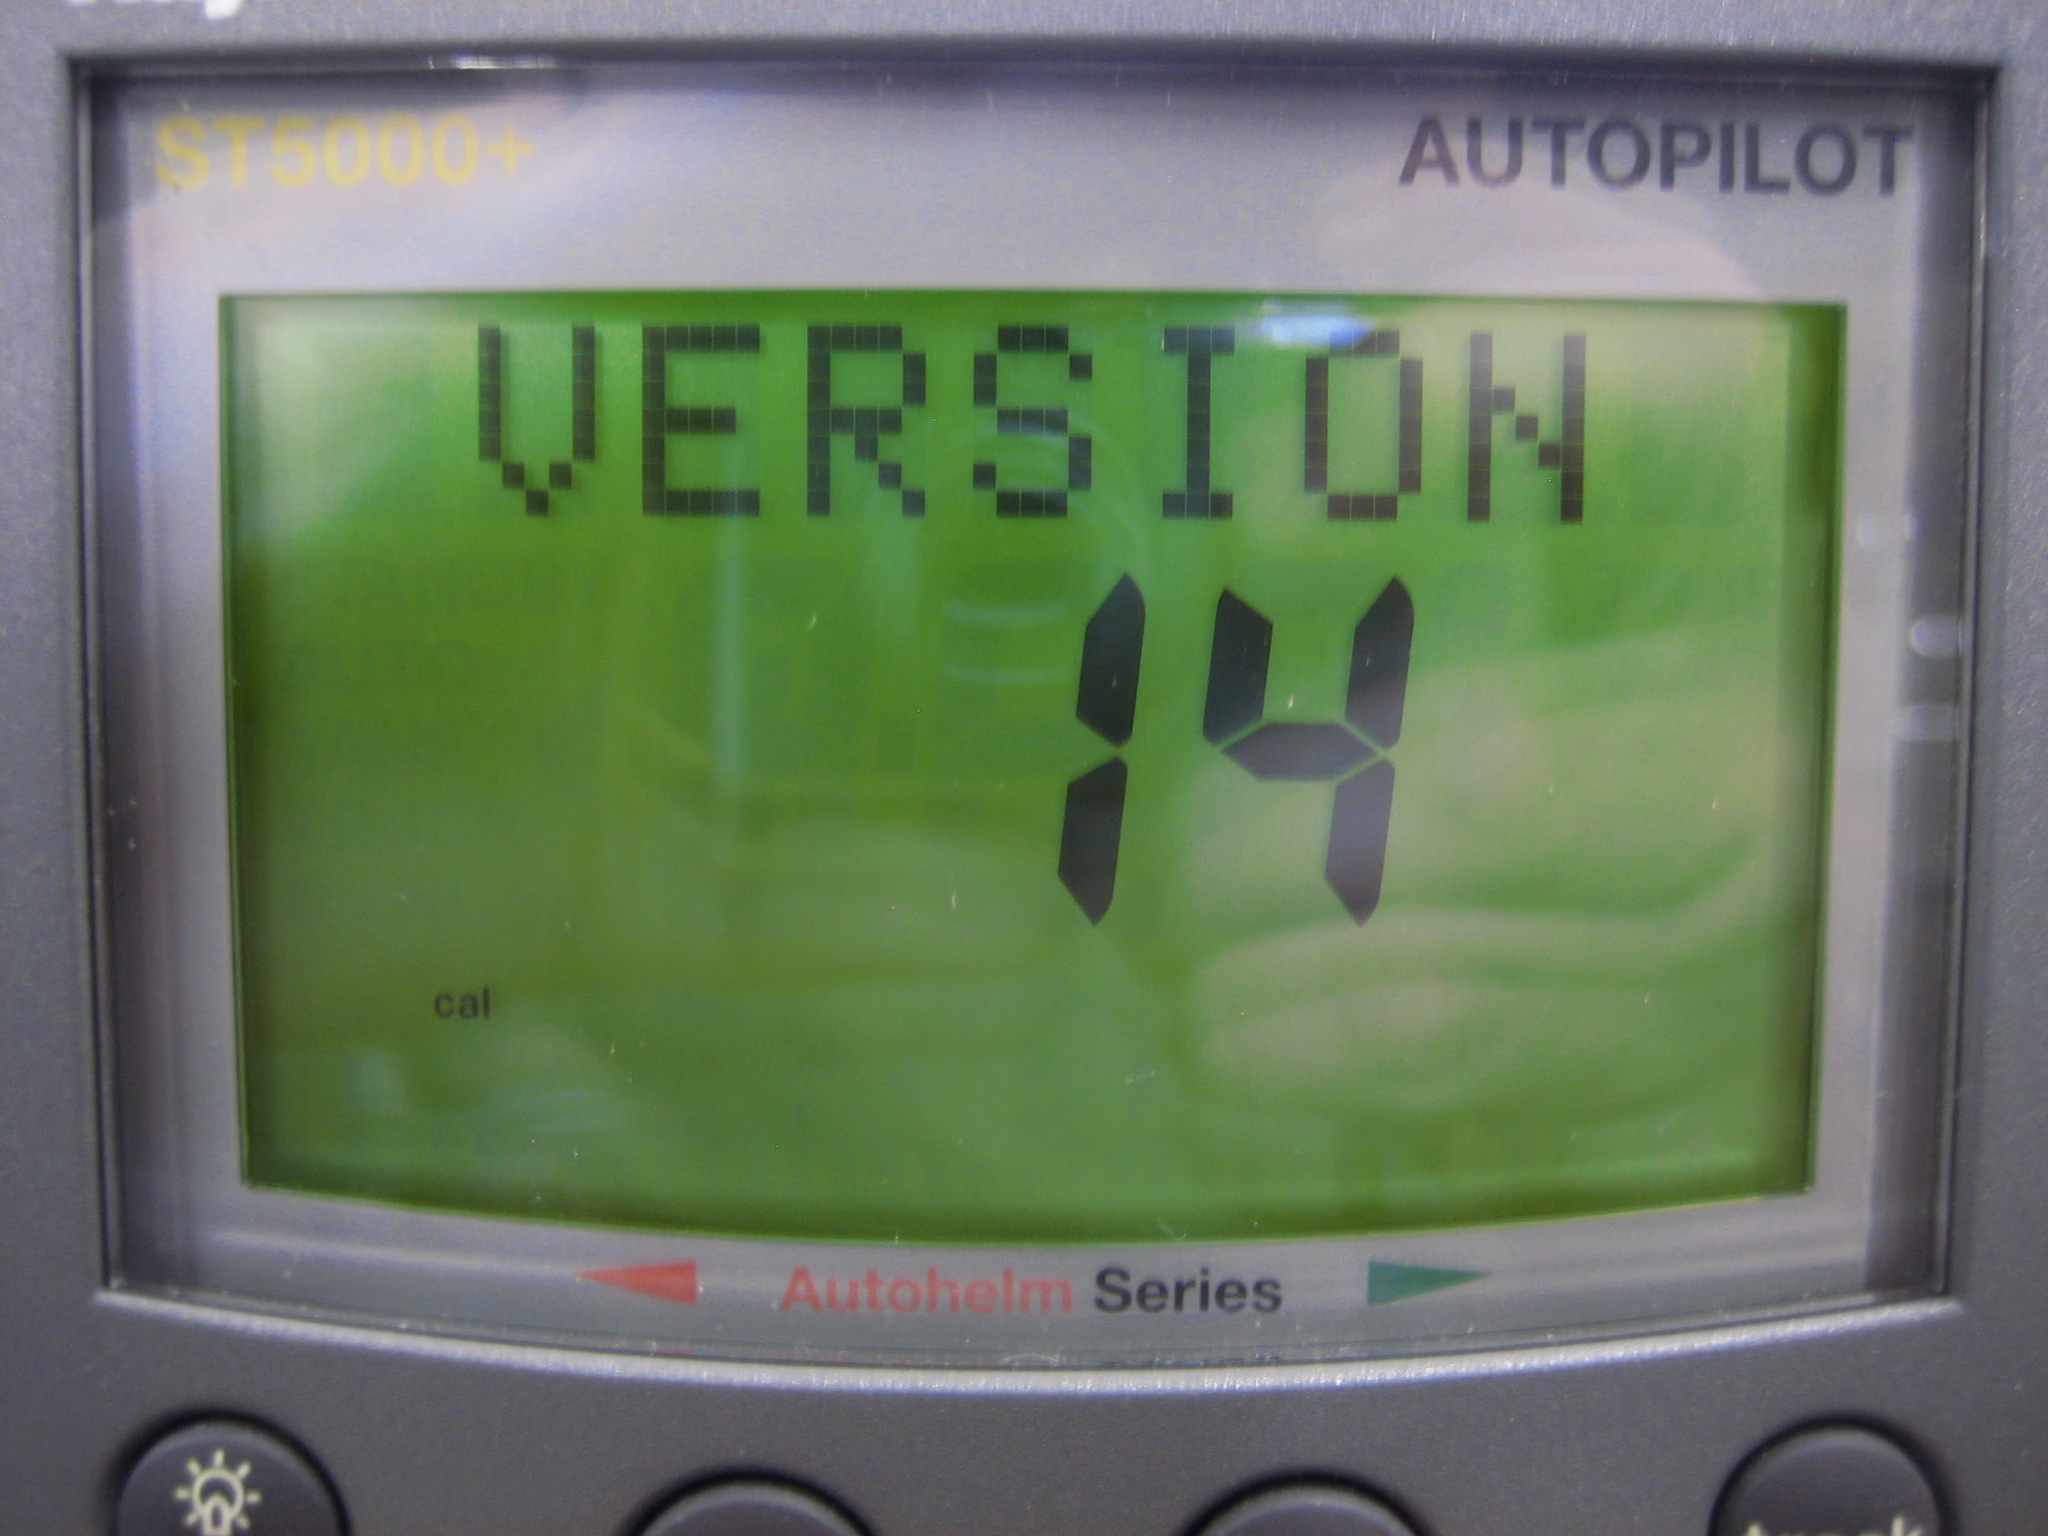 ST5000+ AUTOPILOT
VERSION
14
cal
Autohelm Series